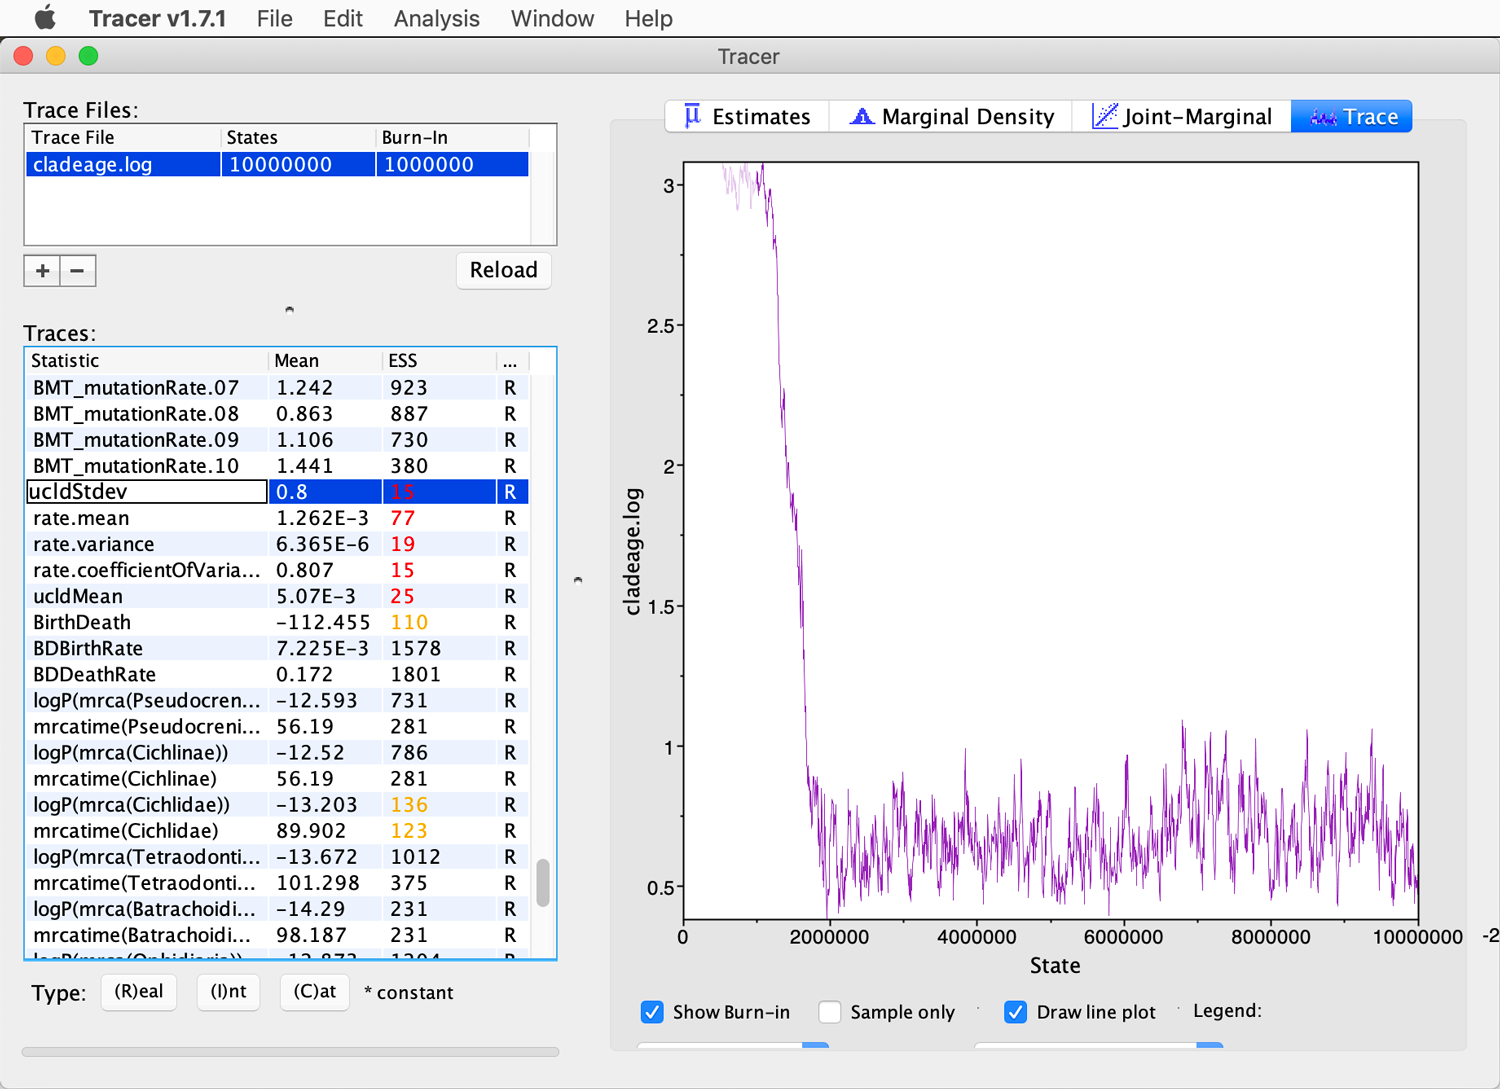 Tracer v1.7.1 File Edit Analysis Window Help
Tracer
Trace Files:
Trace File States Burn-In
cladeage.log 10000000 1000000
+ −
Reload
Traces:
Statistic Mean ESS ...
BMT_mutationRate.07 1.242 923 R
BMT_mutationRate.08 0.863 887 R
BMT_mutationRate.09 1.106 730 R
BMT_mutationRate.10 1.441 380 R
ucldStdev 0.8 15 R
rate.mean 1.262E-3 77 R
rate.variance 6.365E-6 19 R
rate.coefficientOfVaria... 0.807 15 R
ucldMean 5.07E-3 25 R
BirthDeath -112.455 110 R
BDBirthRate 7.225E-3 1578 R
BDDeathRate 0.172 1801 R
logP(mrca(Pseudocren... -12.593 731 R
mrcatime(Pseudocreni... 56.19 281 R
logP(mrca(Cichlinae)) -12.52 786 R
mrcatime(Cichlinae) 56.19 281 R
logP(mrca(Cichlidae)) -13.203 136 R
mrcatime(Cichlidae) 89.902 123 R
logP(mrca(Tetraodonti... -13.672 1012 R
mrcatime(Tetraodonti... 101.298 375 R
logP(mrca(Batrachoidi... -14.29 231 R
mrcatime(Batrachoidi... 98.187 231 R
Type: (R)eal (I)nt (C)at * constant
μ Estimates Marginal Density Joint-Marginal Trace
3
2.5
2
1.5
1
0.5
cladeage.log
0 2000000 4000000 6000000 8000000 10000000 -2
State
Show Burn-in Sample only Draw line plot Legend: